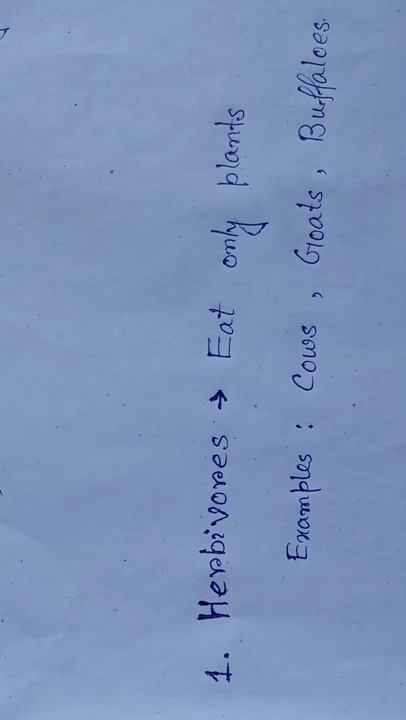 1. Herbivores → Eat only plants
Examples : Cows , Goats , Buffaloes.